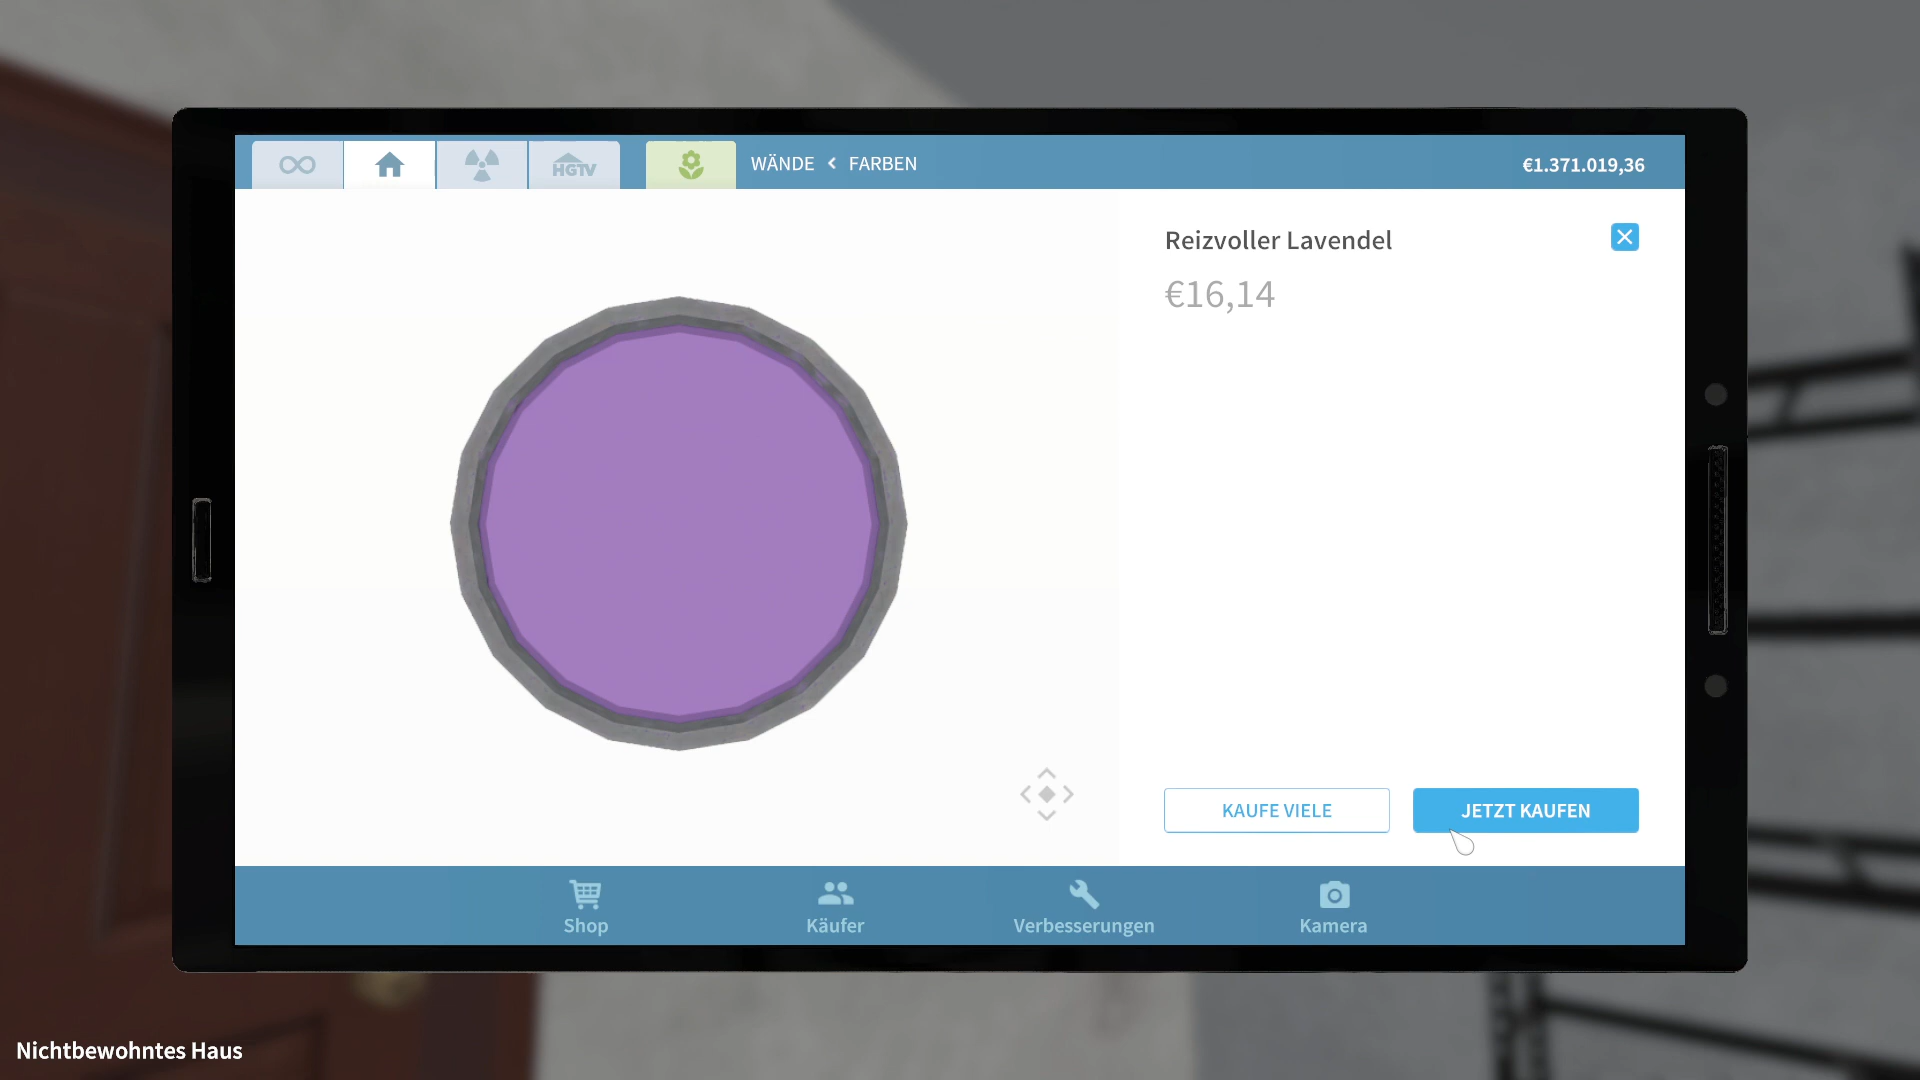 HGTV
WÄNDE < FARBEN
€1.371.019,36
Reizvoller Lavendel
€16,14
KAUFE VIELE
JETZT KAUFEN
Shop
Käufer
Verbesserungen
Kamera
Nichtbewohntes Haus